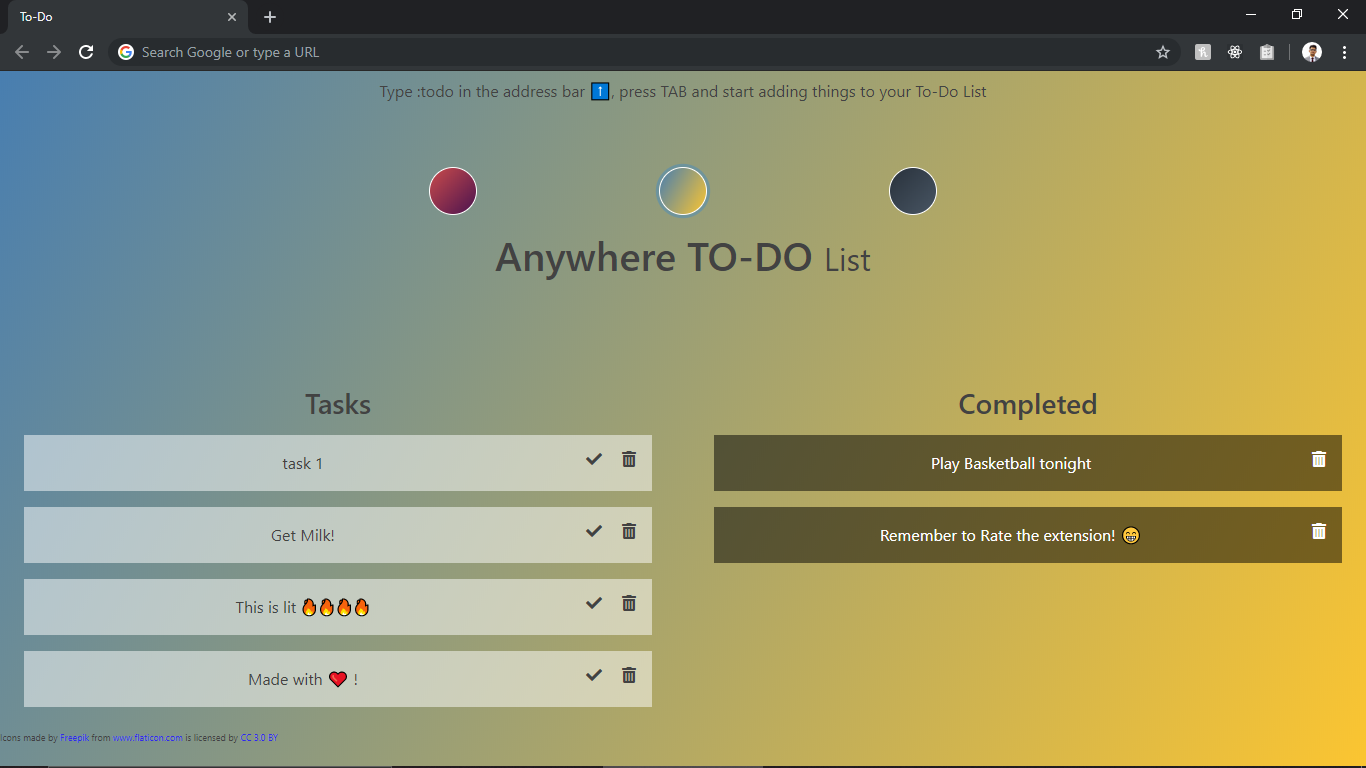 To-Do
Search Google or type a URL
Type :todo in the address bar ⬆️, press TAB and start adding things to your To-Do List
Anywhere TO-DO List
Tasks
task 1
Get Milk!
This is lit 🔥🔥🔥🔥
Made with ❤️ !
Completed
Play Basketball tonight
Remember to Rate the extension! 😁
Icons made by Freepik from www.flaticon.com is licensed by CC 3.0 BY